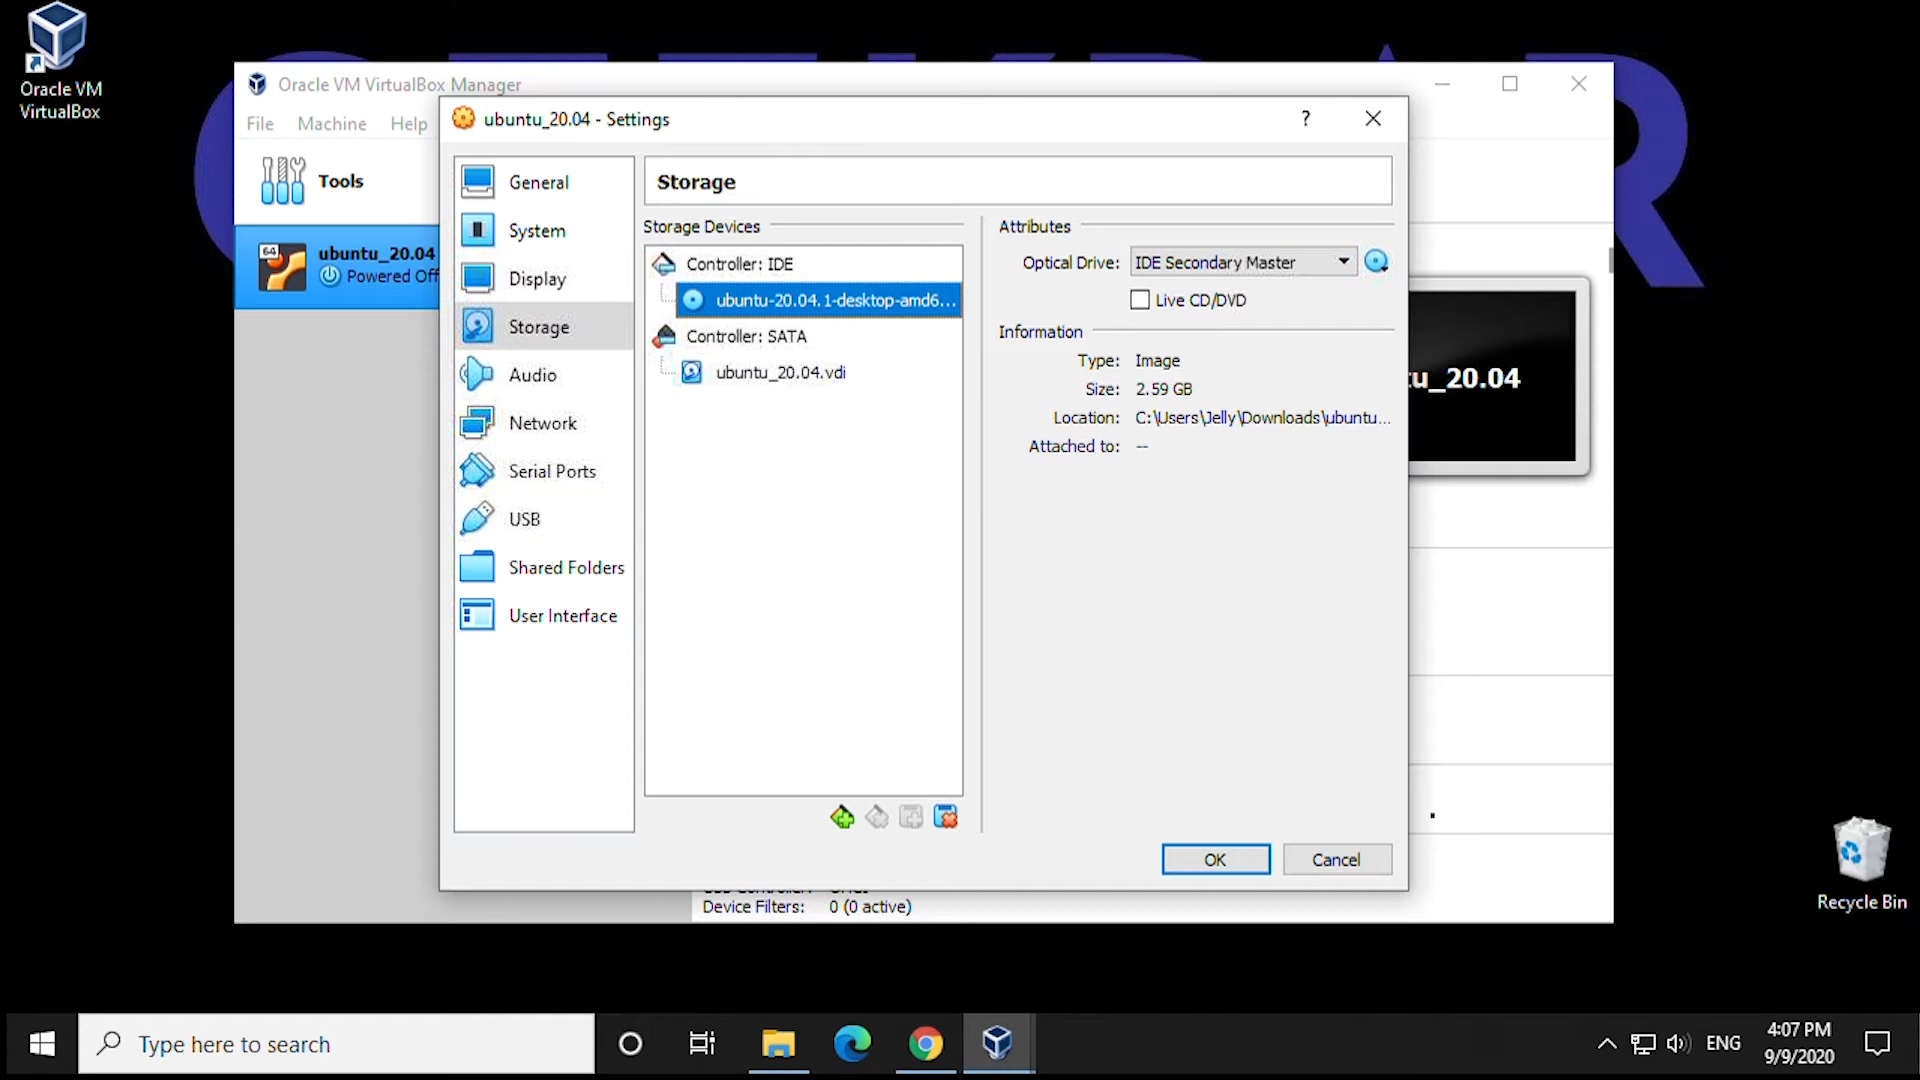 Oracle VM
VirtualBox
Oracle VM VirtualBox Manager
File Machine Help
Tools
64
ubuntu_20.04
Powered Off
ubuntu_20.04 - Settings
?
General
System
Display
Storage
Audio
Network
Serial Ports
USB
Shared Folders
User Interface
Storage
Storage Devices
Controller: IDE
ubuntu-20.04.1-desktop-amd6...
Controller: SATA
ubuntu_20.04.vdi
Attributes
Optical Drive: IDE Secondary Master
Live CD/DVD
Information
Type: Image
Size: 2.59 GB
Location: C:\Users\Jelly\Downloads\ubuntu...
Attached to: --
OK Cancel
tu_20.04
Device Filters: 0 (0 active)
Recycle Bin
Type here to search
ENG
4:07 PM
9/9/2020